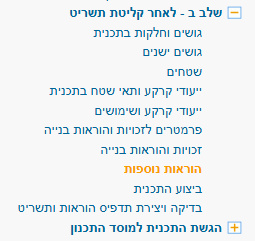 שלב ב - לאחר קליטת תשריט
גושים וחלקות בתכנית
גושים ישנים
שטחים
ייעודי קרקע ותאי שטח בתכנית
ייעודי קרקע ושימושים
פרמטרים לזכויות והוראות בנייה
זכויות והוראות בנייה
הוראות נוספות
ביצוע התכנית
בדיקה ויצירת תדפיס הוראות ותשריט
הגשת התכנית למוסד התכנון